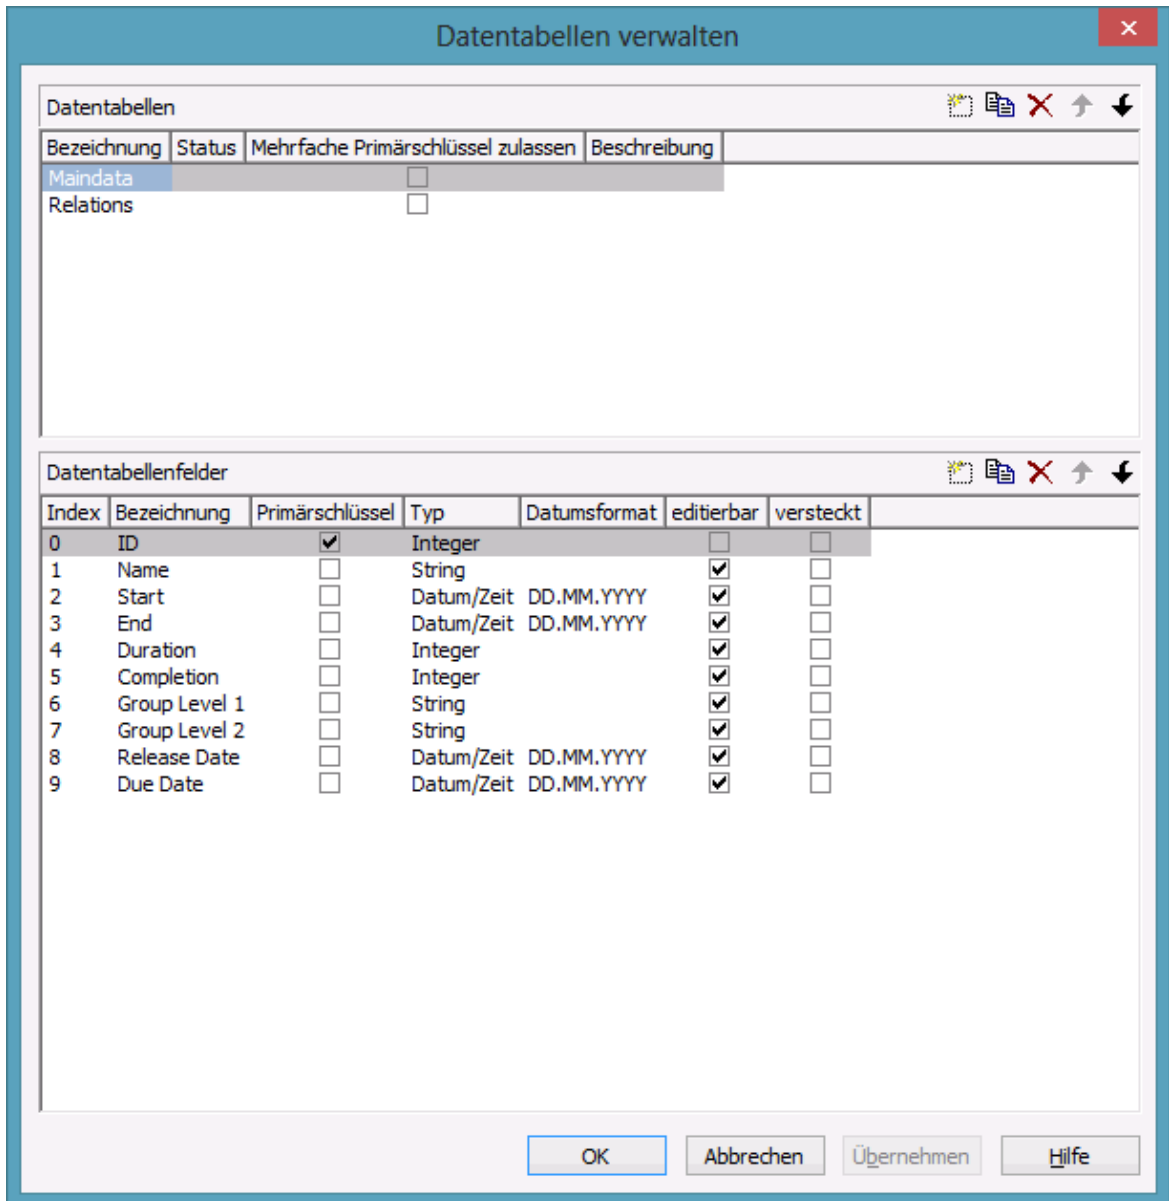 Datentabellen verwalten
Datentabellen
Bezeichnung Status Mehrfache Primärschlüssel zulassen Beschreibung
Maindata
Relations
Datentabellenfelder
Index Bezeichnung Primärschlüssel Typ Datumsformat editierbar versteckt
0 ID Integer
1 Name String
2 Start Datum/Zeit DD.MM.YYYY
3 End Datum/Zeit DD.MM.YYYY
4 Duration Integer
5 Completion Integer
6 Group Level 1 String
7 Group Level 2 String
8 Release Date Datum/Zeit DD.MM.YYYY
9 Due Date Datum/Zeit DD.MM.YYYY
OK Abbrechen Übernehmen Hilfe